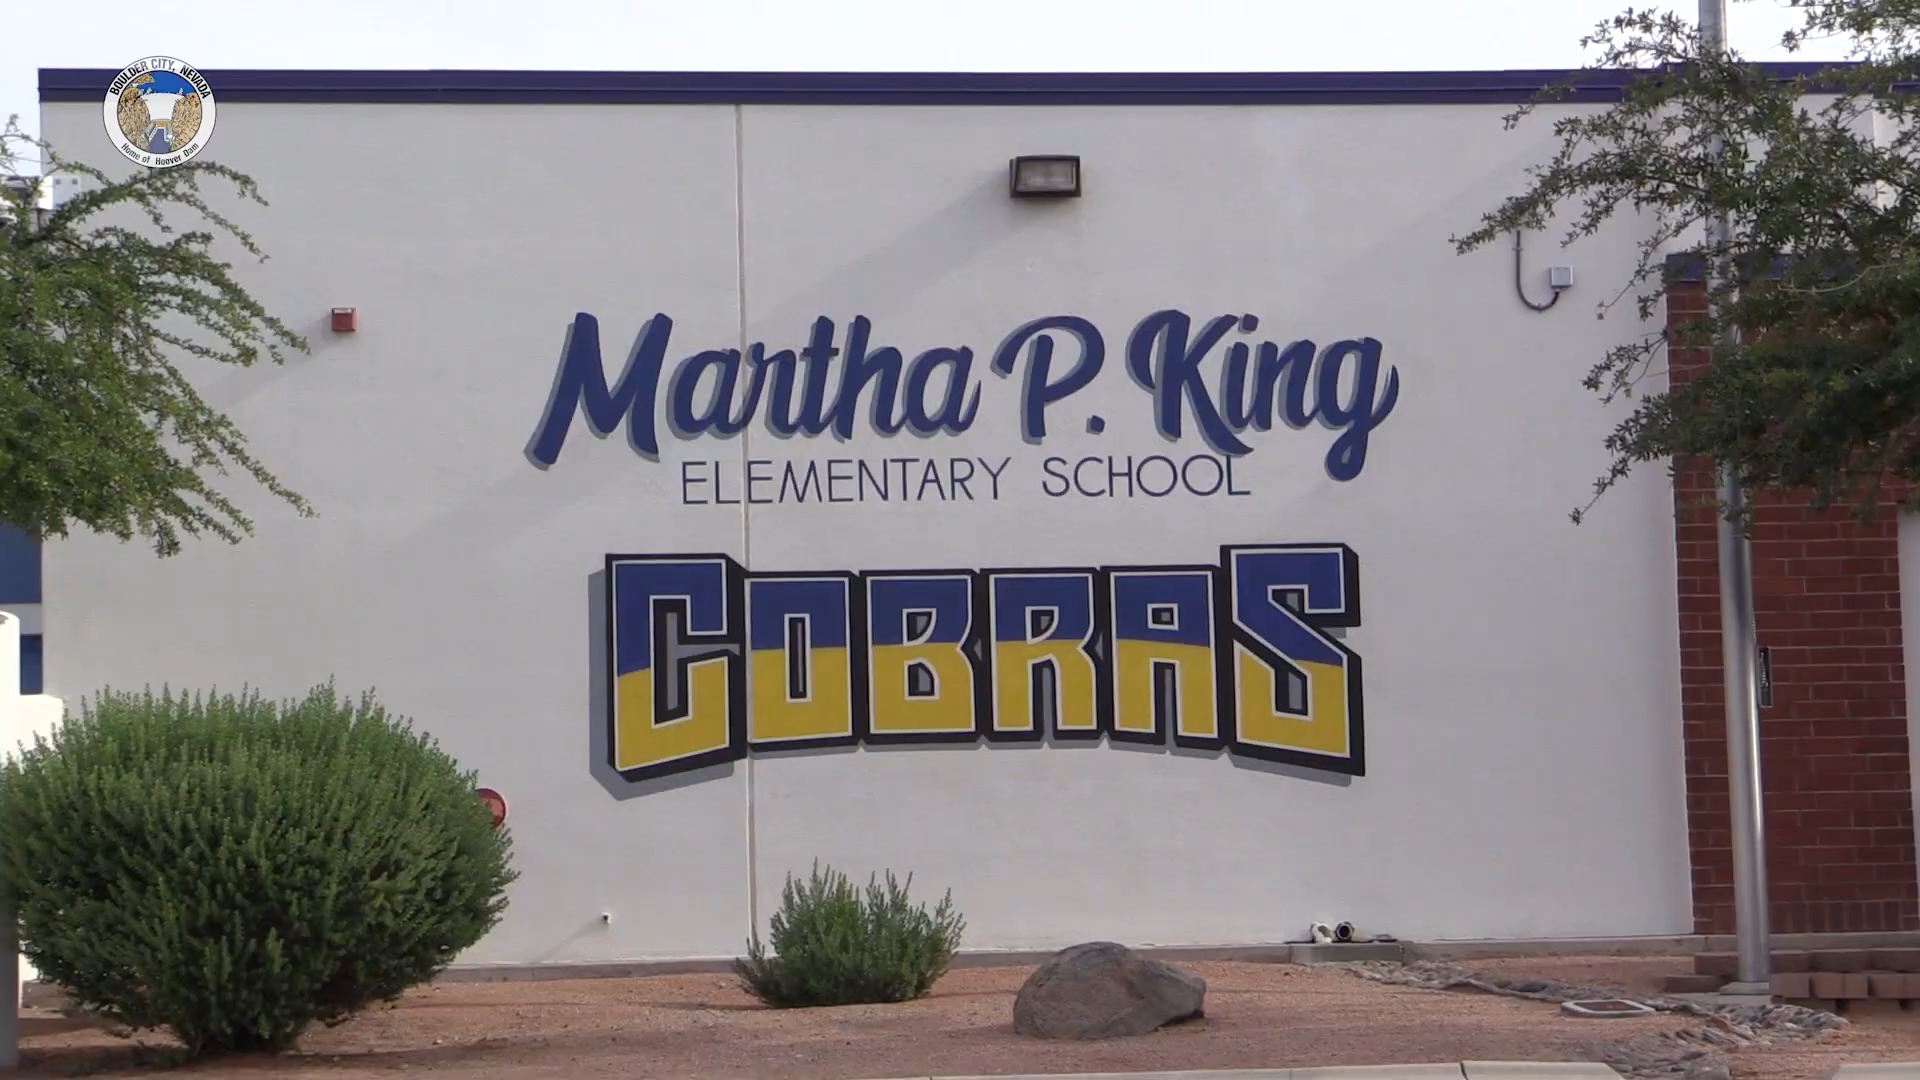 BOULDER CITY, NEVADA
Home of Hoover Dam
Martha P. King
ELEMENTARY SCHOOL
COBRAS